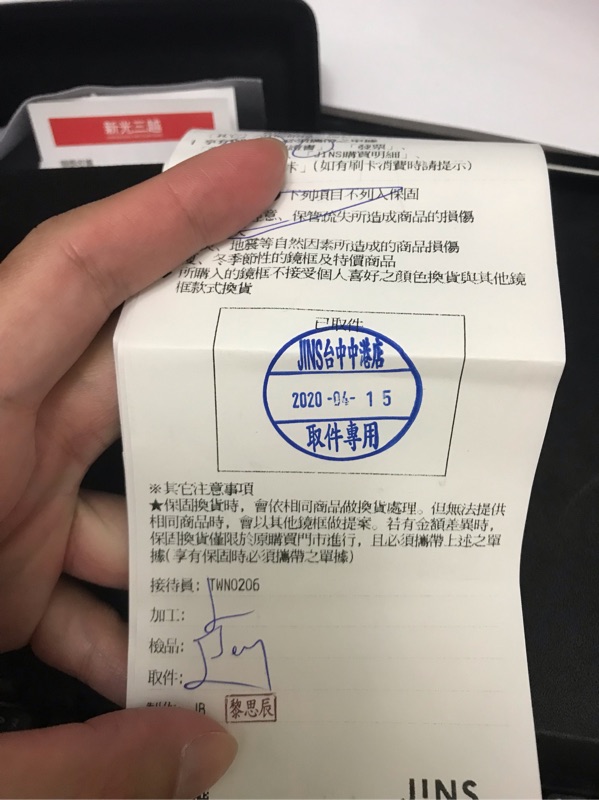 新光三越
JINS購買明細」、
卡」(如有刷卡消費時請提示)
下列項目不列入保固
意、保管流失所造成商品的損傷
、地震等自然因素所造成的商品損傷
、冬季節性的鏡框及特價商品
所購入的鏡框不接受個人喜好之顏色換貨與其他鏡
框款式換貨
已取件
JINS台中中港店
2020-04-15
取件專用
※其它注意事項
★保固換貨時，會依相同商品做換貨處理。但無法提供
相同商品時，會以其他鏡框做提案。若有金額差異時，
保固換貨僅限於原購買門市進行，且必須攜帶上述之單
據(享有保固時必須攜帶之單據)
接待員：TWN0206
加工：
檢品：
取件：
黎思辰
JINS